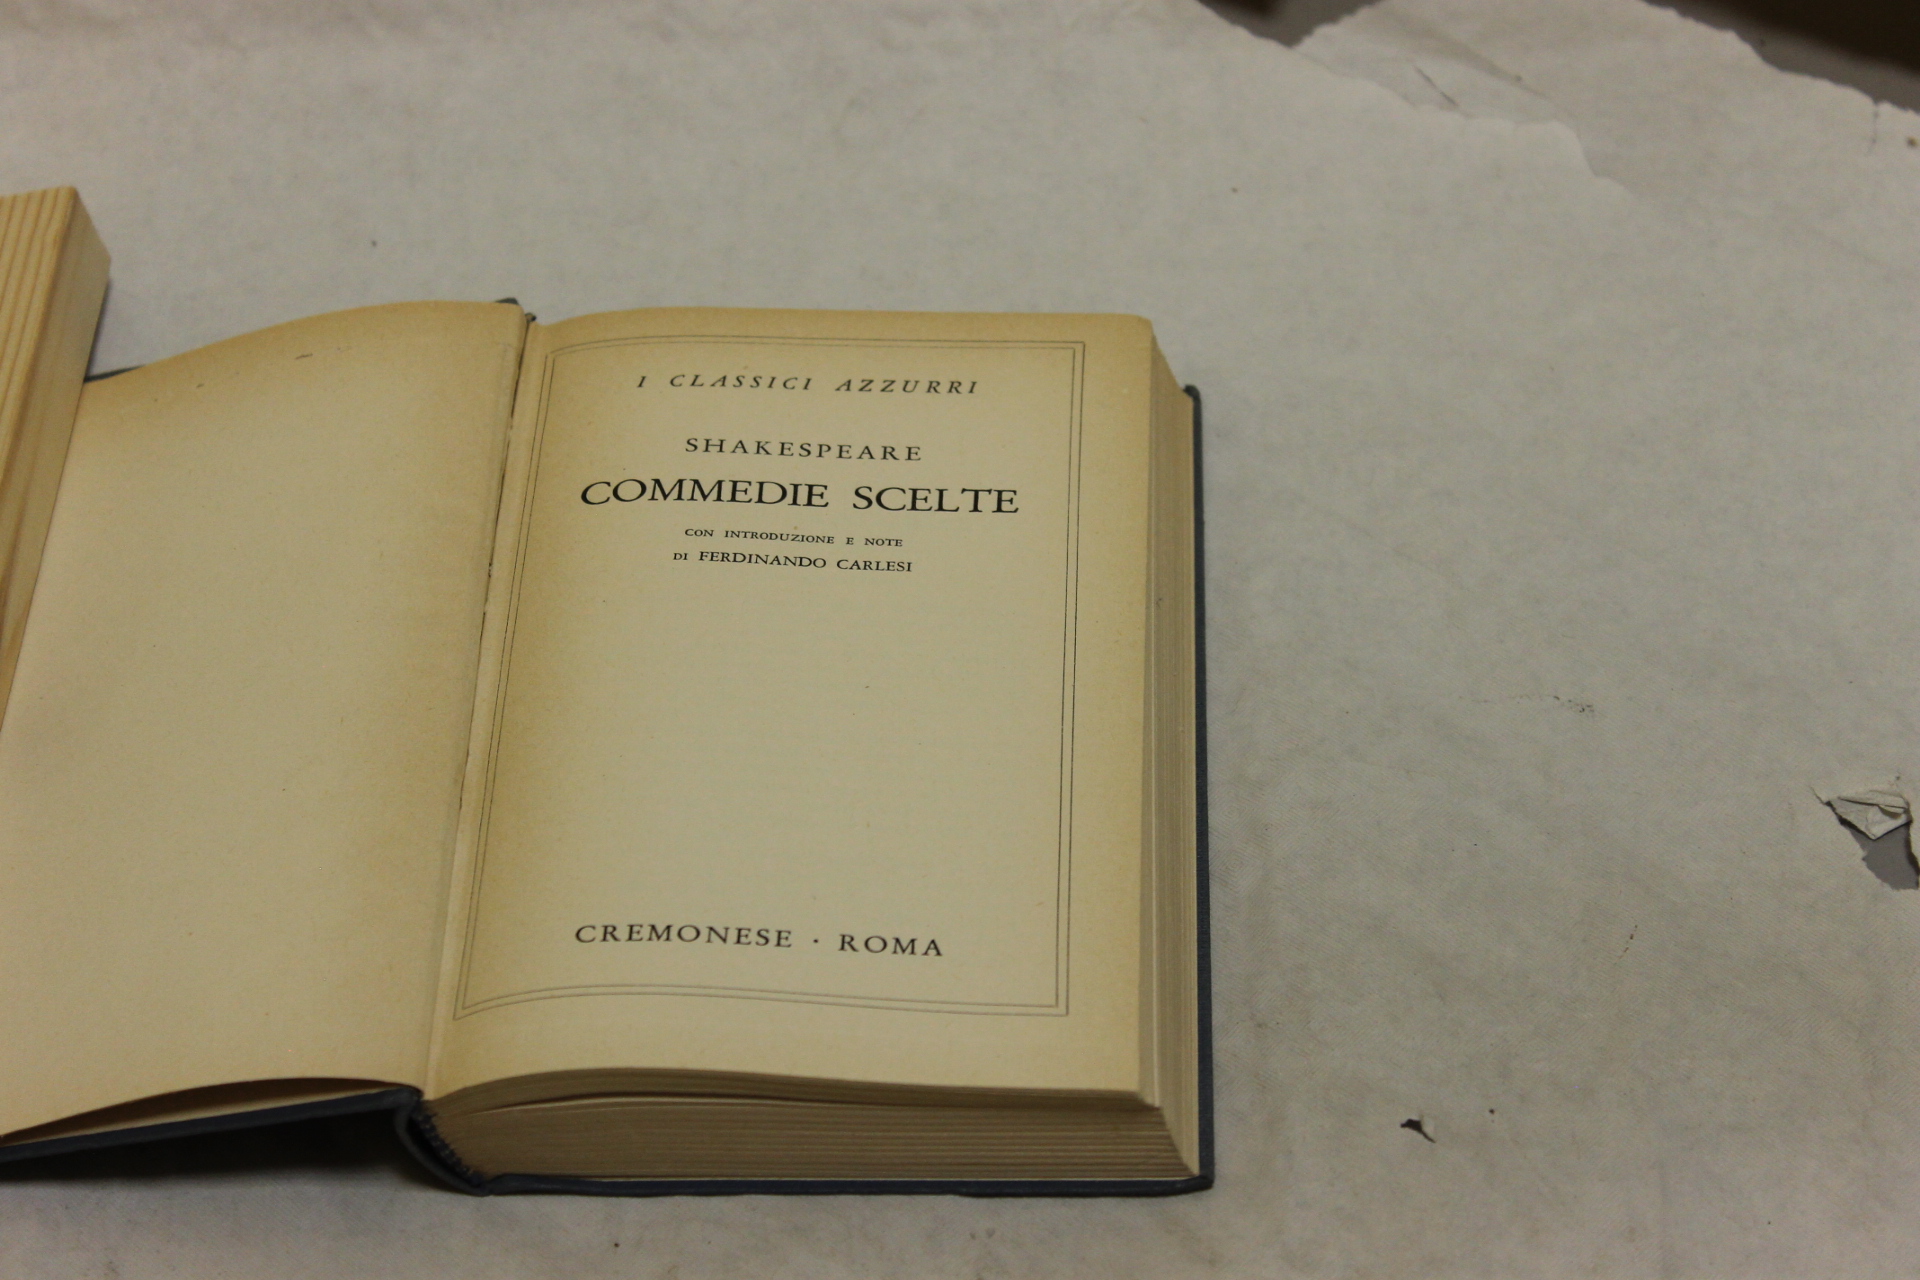 I CLASSICI AZZURRI
SHAKESPEARE
COMMEDIE SCELTE
CON INTRODUZIONE E NOTE
DI FERDINANDO CARLESI
CREMONESE · ROMA